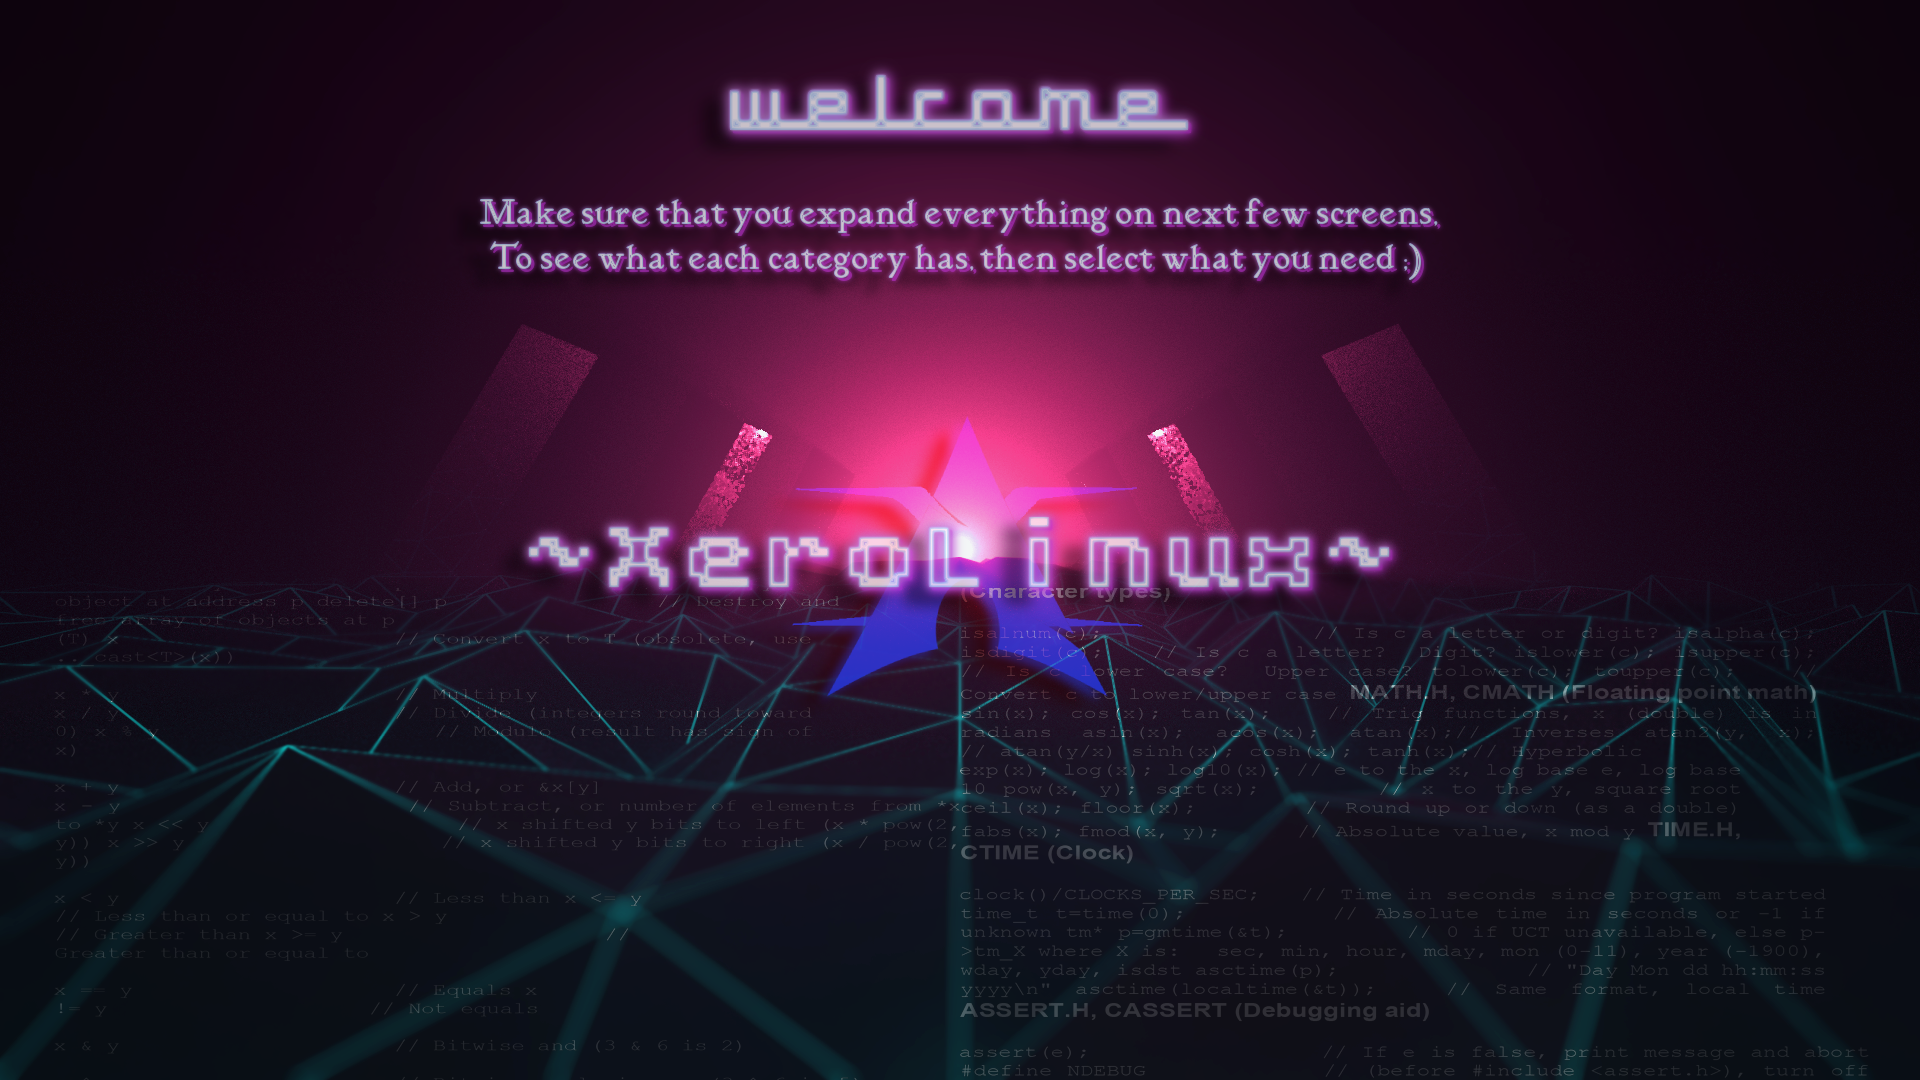 welcome
Make sure that you expand everything on next few screens,
To see what each category has, then select what you need ;)
~XeroLinux~
object at address p delete[] p // Destroy and
free array of objects at p
(T) x // Convert x to T (obsolete, use
.._cast<T>(x))
x * y // Multiply
x / y // Divide (integers round toward
0) x % y // Modulo (result has sign of
x)
x + y // Add, or &x[y]
x - y // Subtract, or number of elements from *x
to *y x << y // x shifted y bits to left (x * pow(2,
y)) x >> y // x shifted y bits to right (x / pow(2,
y))
x < y // Less than x <= y
// Less than or equal to x > y
// Greater than x >= y //
Greater than or equal to
x == y // Equals x
!= y // Not equals
x & y // Bitwise and (3 & 6 is 2)
(Character types)
isalnum(c); // Is c a letter or digit? isalpha(c);
isdigit(c); // Is c a letter? Digit? islower(c); isupper(c);
// Is c lower case? Upper case? tolower(c); toupper(c); //
Convert c to lower/upper case MATH.H, CMATH (Floating point math)
sin(x); cos(x); tan(x); // Trig functions, x (double) is in
radians asin(x); acos(x); atan(x);// Inverses atan2(y, x);
// atan(y/x) sinh(x); cosh(x); tanh(x);// Hyperbolic
exp(x); log(x); log10(x); // e to the x, log base e, log base
10 pow(x, y); sqrt(x); // x to the y, square root
ceil(x); floor(x); // Round up or down (as a double)
fabs(x); fmod(x, y); // Absolute value, x mod y TIME.H,
CTIME (Clock)
clock()/CLOCKS_PER_SEC; // Time in seconds since program started
time_t t=time(0); // Absolute time in seconds or -1 if
unknown tm* p=gmtime(&t); // 0 if UCT unavailable, else p-
>tm_X where X is: sec, min, hour, mday, mon (0-11), year (-1900),
wday, yday, isdst asctime(p); // "Day Mon dd hh:mm:ss
yyyy\n" asctime(localtime(&t)); // Same format, local time
ASSERT.H, CASSERT (Debugging aid)
assert(e); // If e is false, print message and abort
#define NDEBUG // (before #include <assert.h>), turn off